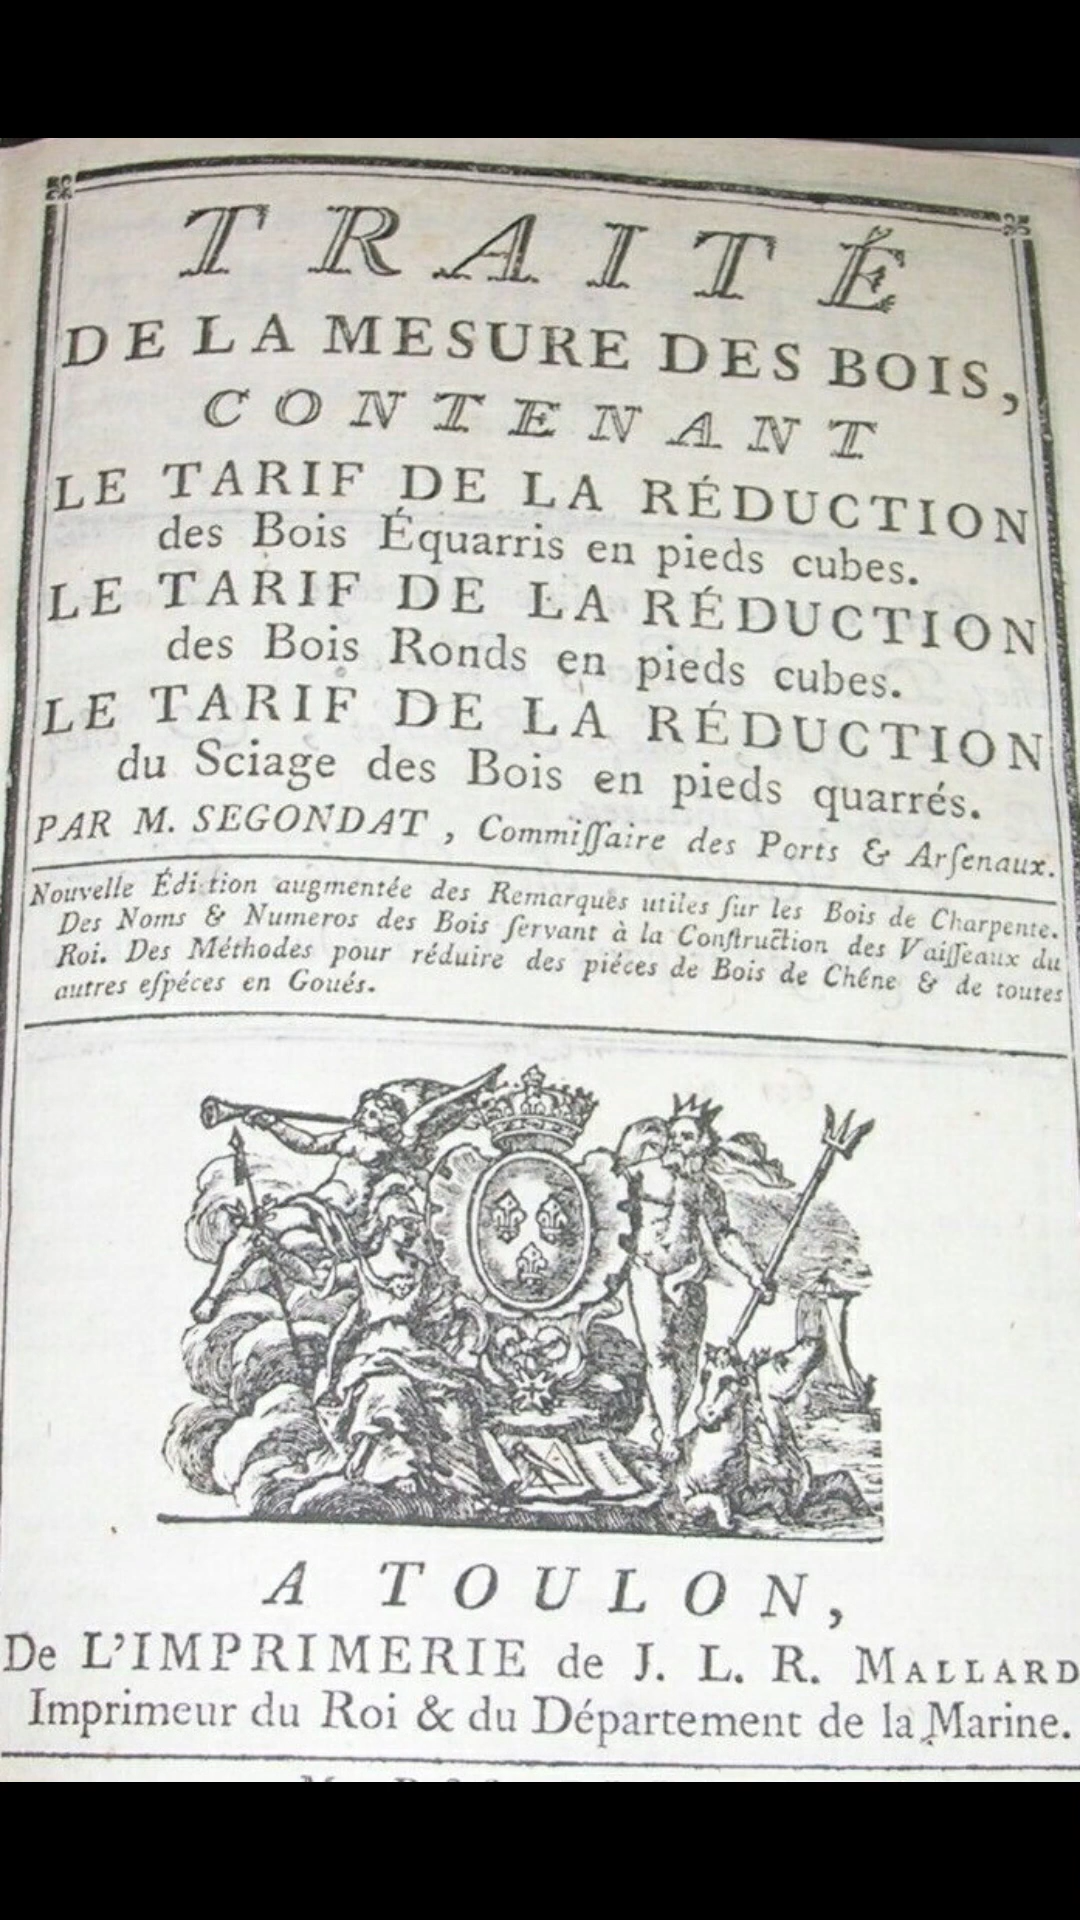 TRAITÉ
DE LA MESURE DES BOIS,
CONTENANT
LE TARIF DE LA RÉDUCTION
des Bois Équarris en pieds cubes.
LE TARIF DE LA RÉDUCTION
des Bois Ronds en pieds cubes.
LE TARIF DE LA RÉDUCTION
du Sciage des Bois en pieds quarrés.
PAR M. SEGONDAT, Commiſſaire des Ports & Arſenaux.
Nouvelle Édition augmentée des Remarques utiles ſur les Bois de Charpente.
Des Noms & Numeros des Bois ſervant à la Conſtruction des Vaiſſeaux du
Roi. Des Méthodes pour réduire des piéces de Bois de Chéne & de toutes
autres eſpéces en Goués.
A TOULON,
De L'IMPRIMERIE de J. L. R. MALLARD
Imprimeur du Roi & du Département de la Marine.